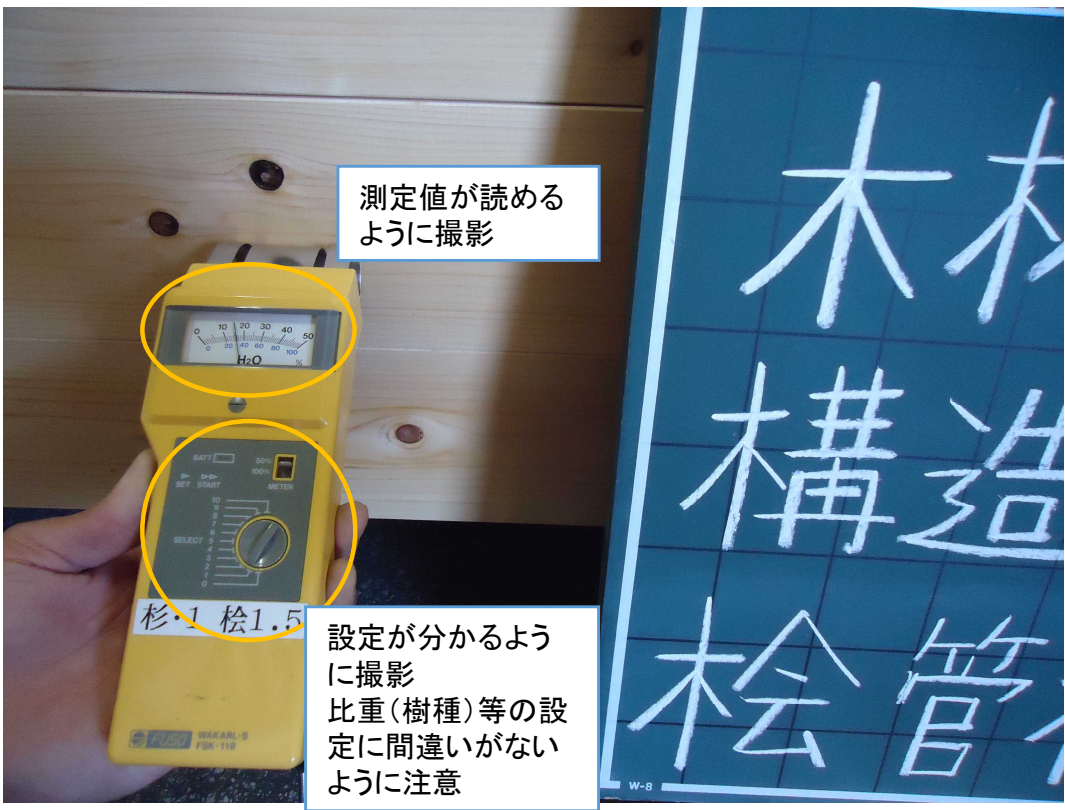 測定値が読める
ように撮影
0 10 20 30 40 50
0 20 40 60 80 100
H₂O %
BATT
50%
100%
SET START
METER
10
9
8
7
6
5
4
3
2
1
0
SELECT
杉・1 桧1.5
FUSO WAKARL-S
FSK-118
設定が分かるよう
に撮影
比重(樹種)等の設
定に間違いがない
ように注意
木
構造
桧管
W-8